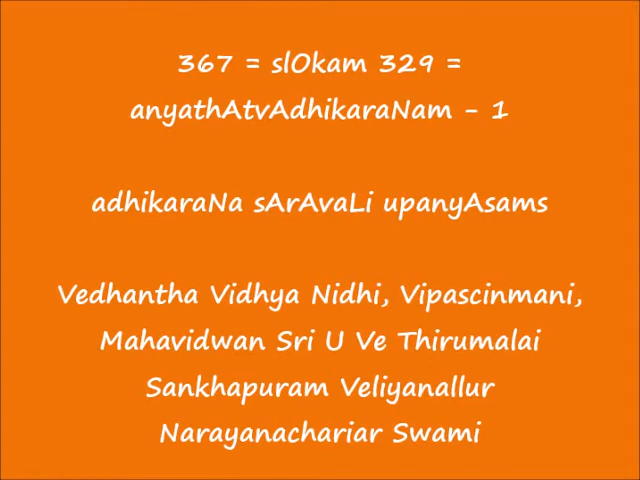 367 = slOkam 329 =
anyathAtvAdhikaraNam - 1
adhikaraNa sArAvaLi upanyAsams
Vedhantha Vidhya Nidhi, Vipascinmani,
Mahavidwan Sri U Ve Thirumalai
Sankhapuram Veliyanallur
Narayanachariar Swami